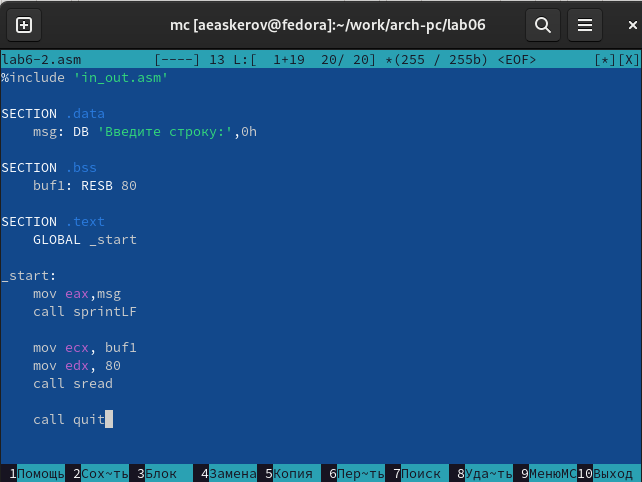 mc [aeaskerov@fedora]:~/work/arch-pc/lab06
lab6-2.asm [----] 13 L:[ 1+19 20/ 20] *(255 / 255b) <EOF> [*][X]
%include 'in_out.asm'
SECTION .data
msg: DB 'Введите строку:',0h
SECTION .bss
buf1: RESB 80
SECTION .text
GLOBAL _start
_start:
mov eax,msg
call sprintLF
mov ecx, buf1
mov edx, 80
call sread
call quit
1Помощь 2Сох~ть 3Блок 4Замена 5Копия 6Пер~ть 7Поиск 8Уда~ть 9МенюMC 10Выход